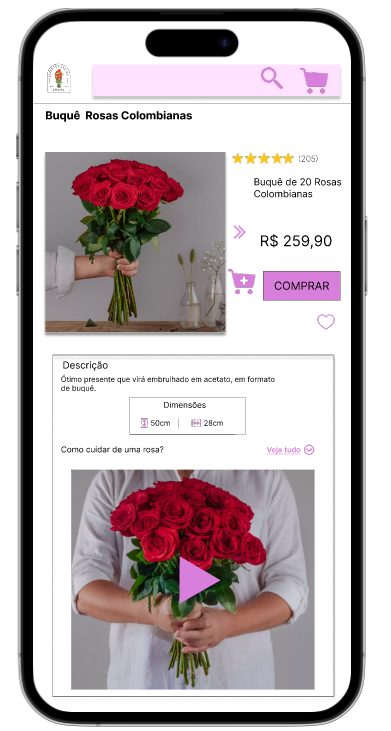 Buquê Rosas Colombianas
(205)
Buquê de 20 Rosas
Colombianas
R$ 259,90
COMPRAR
Descrição
Ótimo presente que virá embrulhado em acetato, em formato
de buquê.
Dimensões
50cm | 28cm
Como cuidar de uma rosa?
Veja tudo